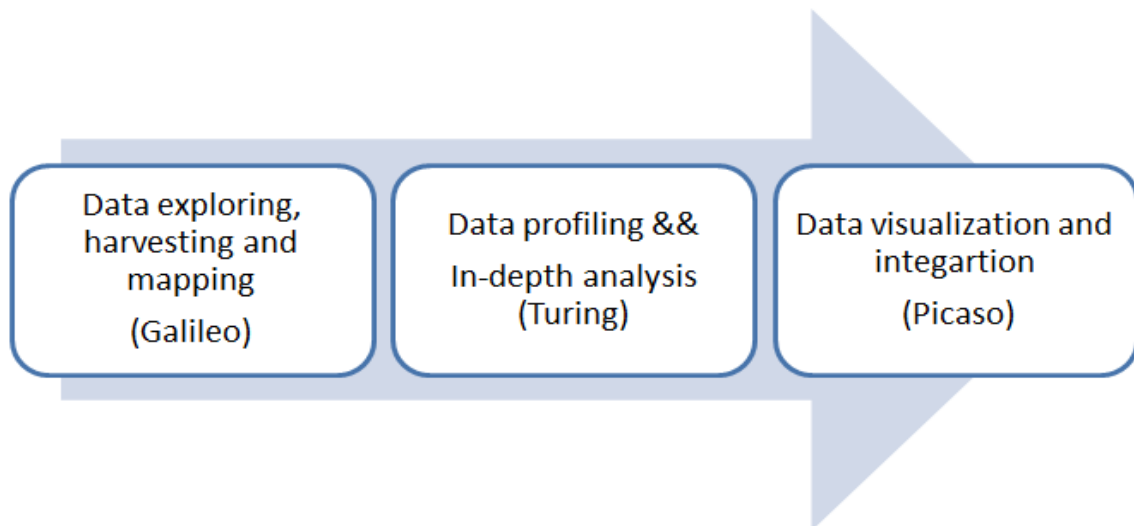 Data exploring,
harvesting and
mapping
(Galileo)
Data profiling &&
In-depth analysis
(Turing)
Data visualization and
integartion
(Picaso)